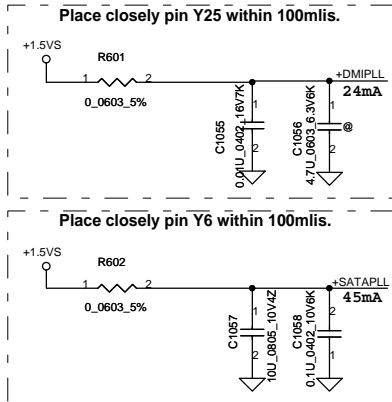 Place closely pin Y25 within 100mlis.
+1.5VS
R601
1 2
0_0603_5%
+DMIPLL
24mA
C1055
0.01U_0402_16V7K
1
2
C1056
4.7U_0603_6.3V6K
1
2
@
Place closely pin Y6 within 100mlis.
+1.5VS
R602
1 2
0_0603_5%
+SATAPLL
45mA
C1057
10U_0805_10V4Z
1
2
C1058
0.1U_0402_10V6K
2
1